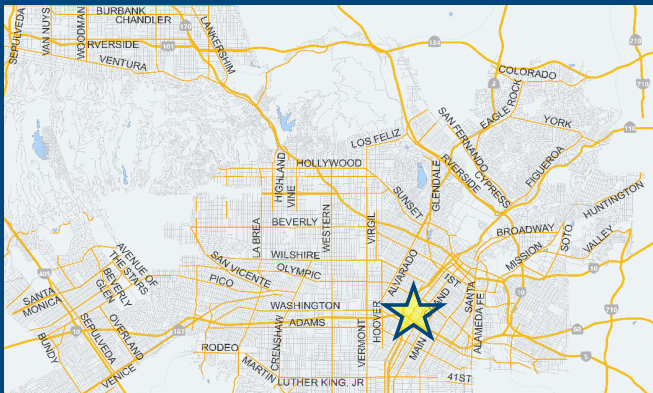 BURBANK
CHANDLER
SEPULVEDA
VAN NUYS
WOODMAN
LANKERSHIM
170
RIVERSIDE
101
VENTURA
134
210
COLORADO
2
710
EAGLE ROCK
YORK
SAN FERNANDO
LOS FELIZ
110
RVERSIDE
HOLLYWOOD
HIGHLAND
VINE
GLENDALE
CYPRESS
FIGUEROA
SUNSET
HUNTINGTON
LA BREA
BEVERLY
WESTERN
VIRGIL
BROADWAY
SOTO
VALLEY
MISSION
AVENUE OF
THE STARS
WILSHIRE
SAN VICENTE
OLYMPIC
ALVARADO
1ST
10
405
BEVERLY
GLEN
PICO
SANTA
MONICA
WASHINGTON
HOOVER
2ND
SANTA
ALAMEDA FE
10
710
SEPULVEDA
OVERLAND
10
187
ADAMS
60
BUNDY
RODEO
CRENSHAW
VERMONT
MAIN
5
VENICE
MARTIN
LUTHER KING, JR
41ST